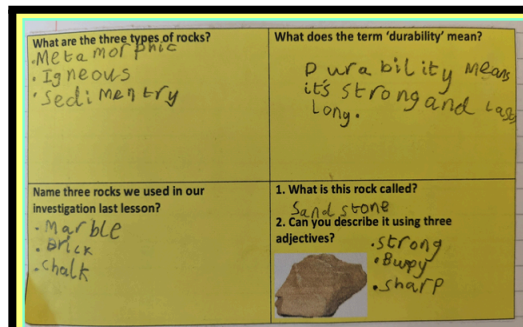 What are the three types of rocks?
•Metamorphic
•Igneous
•Sedimentry
What does the term 'durability' mean?
Durability means
it's strong and Lasts
Long.
Name three rocks we used in our
investigation last lesson?
•Marble
•Brick
•Chalk
1. What is this rock called?
Sand stone
2. Can you describe it using three
adjectives?
•strong
•Bumpy
•sharp